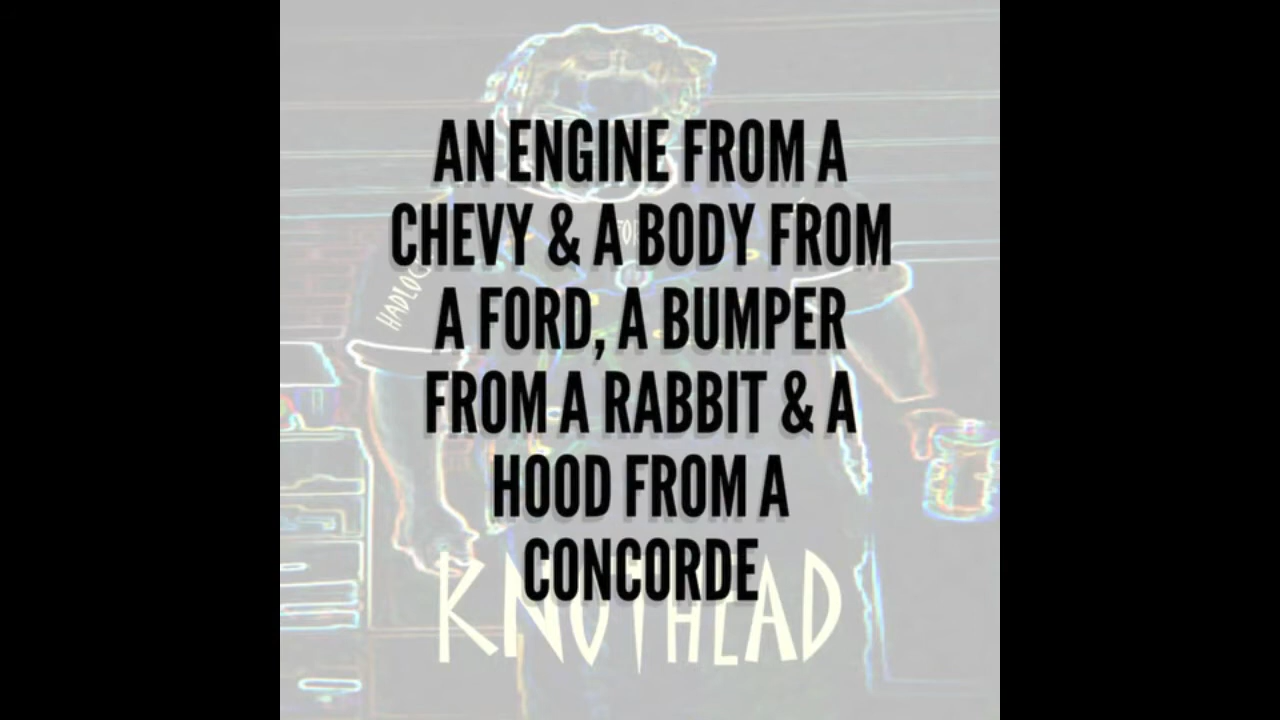 AN ENGINE FROM A
CHEVY & A BODY FROM
A FORD, A BUMPER
FROM A RABBIT & A
HOOD FROM A
CONCORDE
KNOTHEAD